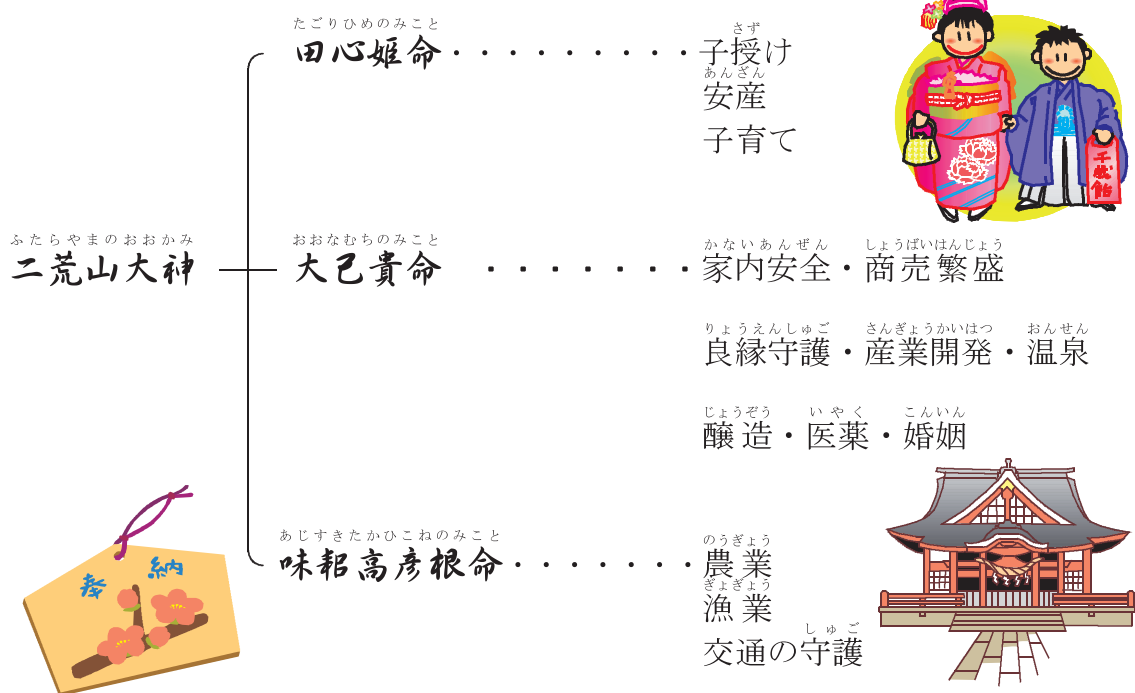 たごりひめのみこと
田心姫命・・・・・・・・・子授け
さず
あんざん
安産
子育て
千歳飴
ふたらやまのおおかみ
二荒山大神
おおなむちのみこと
大己貴命 ・・・・・・・・家内安全・商売繁盛
かないあんぜん しょうばいはんじょう
りょうえんしゅご さんぎょうかいはつ おんせん
良縁守護・産業開発・温泉
じょうぞう いやく こんいん
醸造・医薬・婚姻
あじすきたかひこねのみこと
味耜高彦根命・・・・・・・農業
のうぎょう
ぎょぎょう
漁業
しゅご
交通の守護
奉納